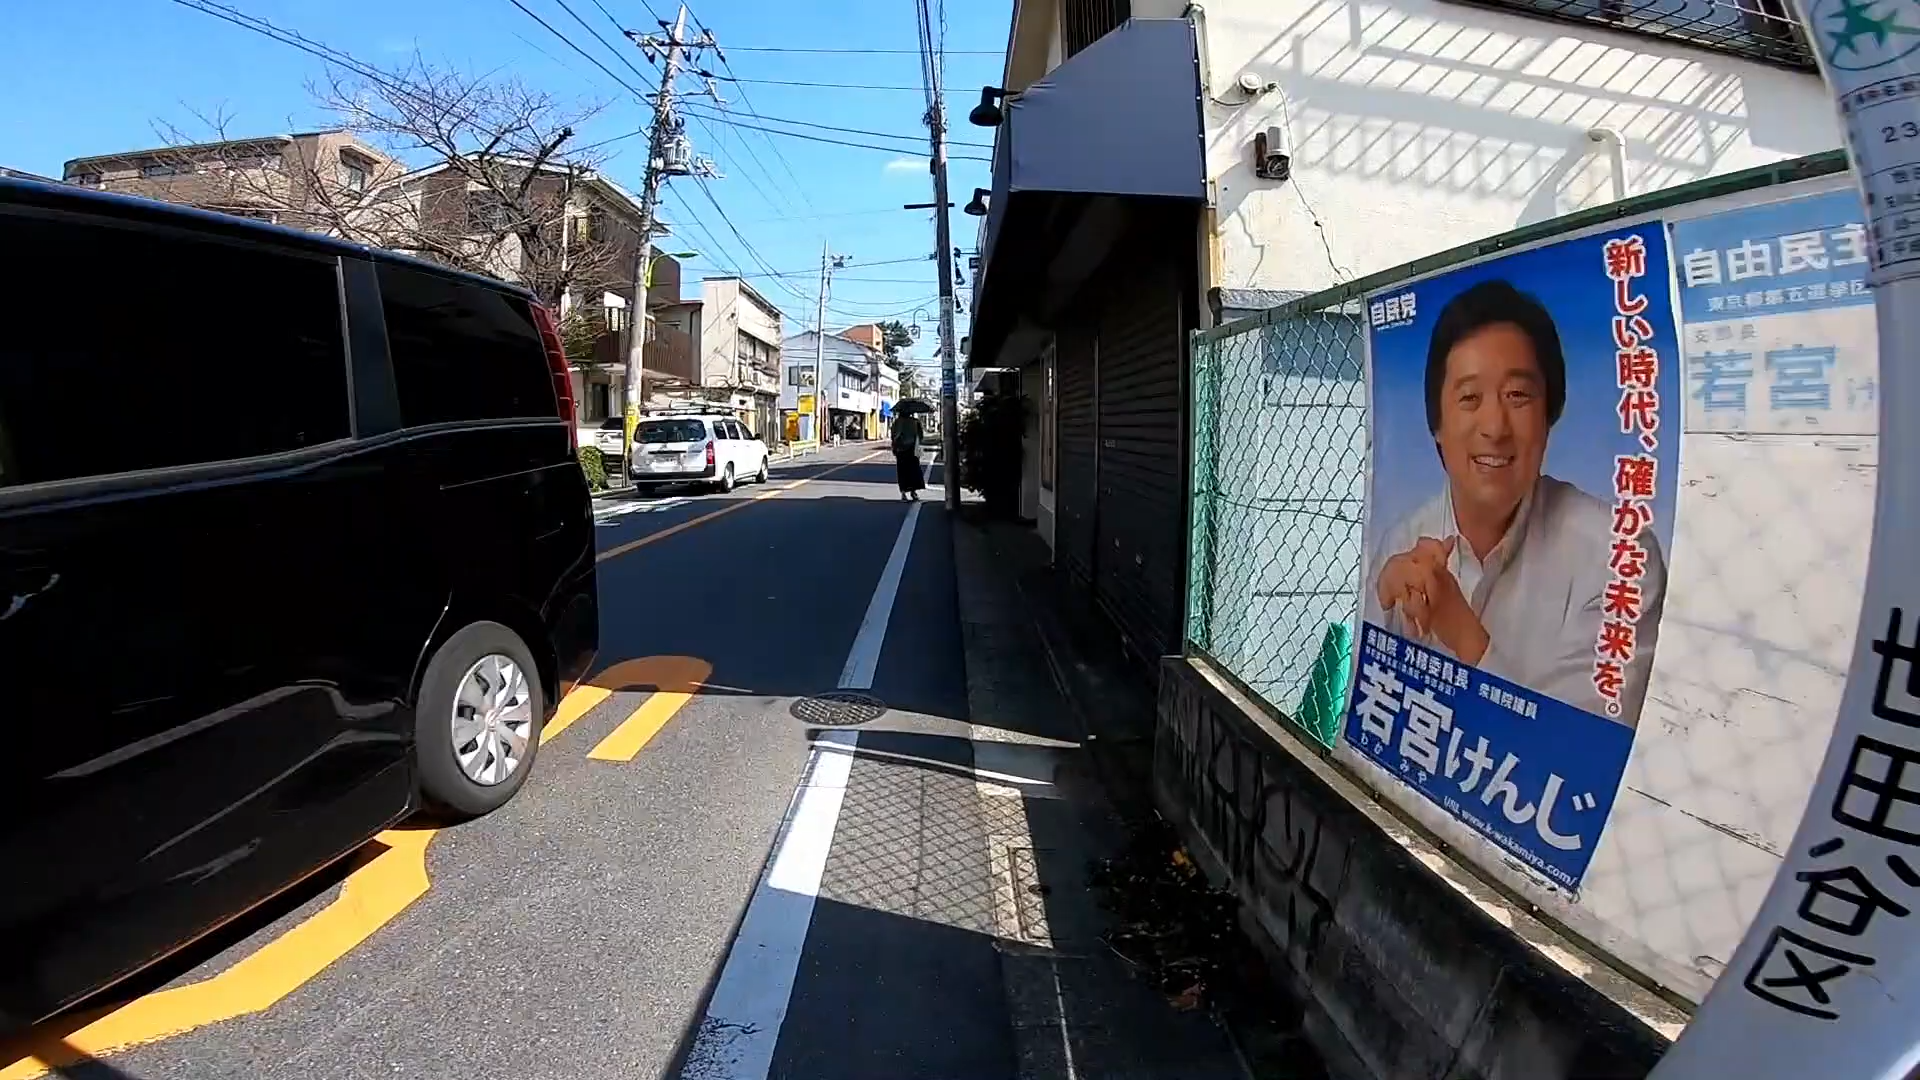 自民党
新しい時代、確かな未来を。
衆議院 外務委員長
衆議院議員
若宮けんじ
わか みや
URL www.k-wakamiya.com/
自由民主
東京都第五選挙区
支部長
若宮け
23
世田谷区